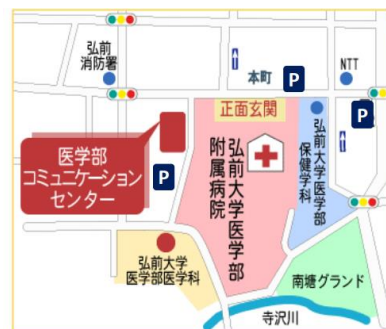 弘前
消防署
本町
P
NTT
正面玄関
P
医学部
コミュニケーション
センター
P
弘前大学医学部
附属病院
弘前大学医学部
保健学科
弘前大学
医学部医学科
南塘グランド
寺沢川